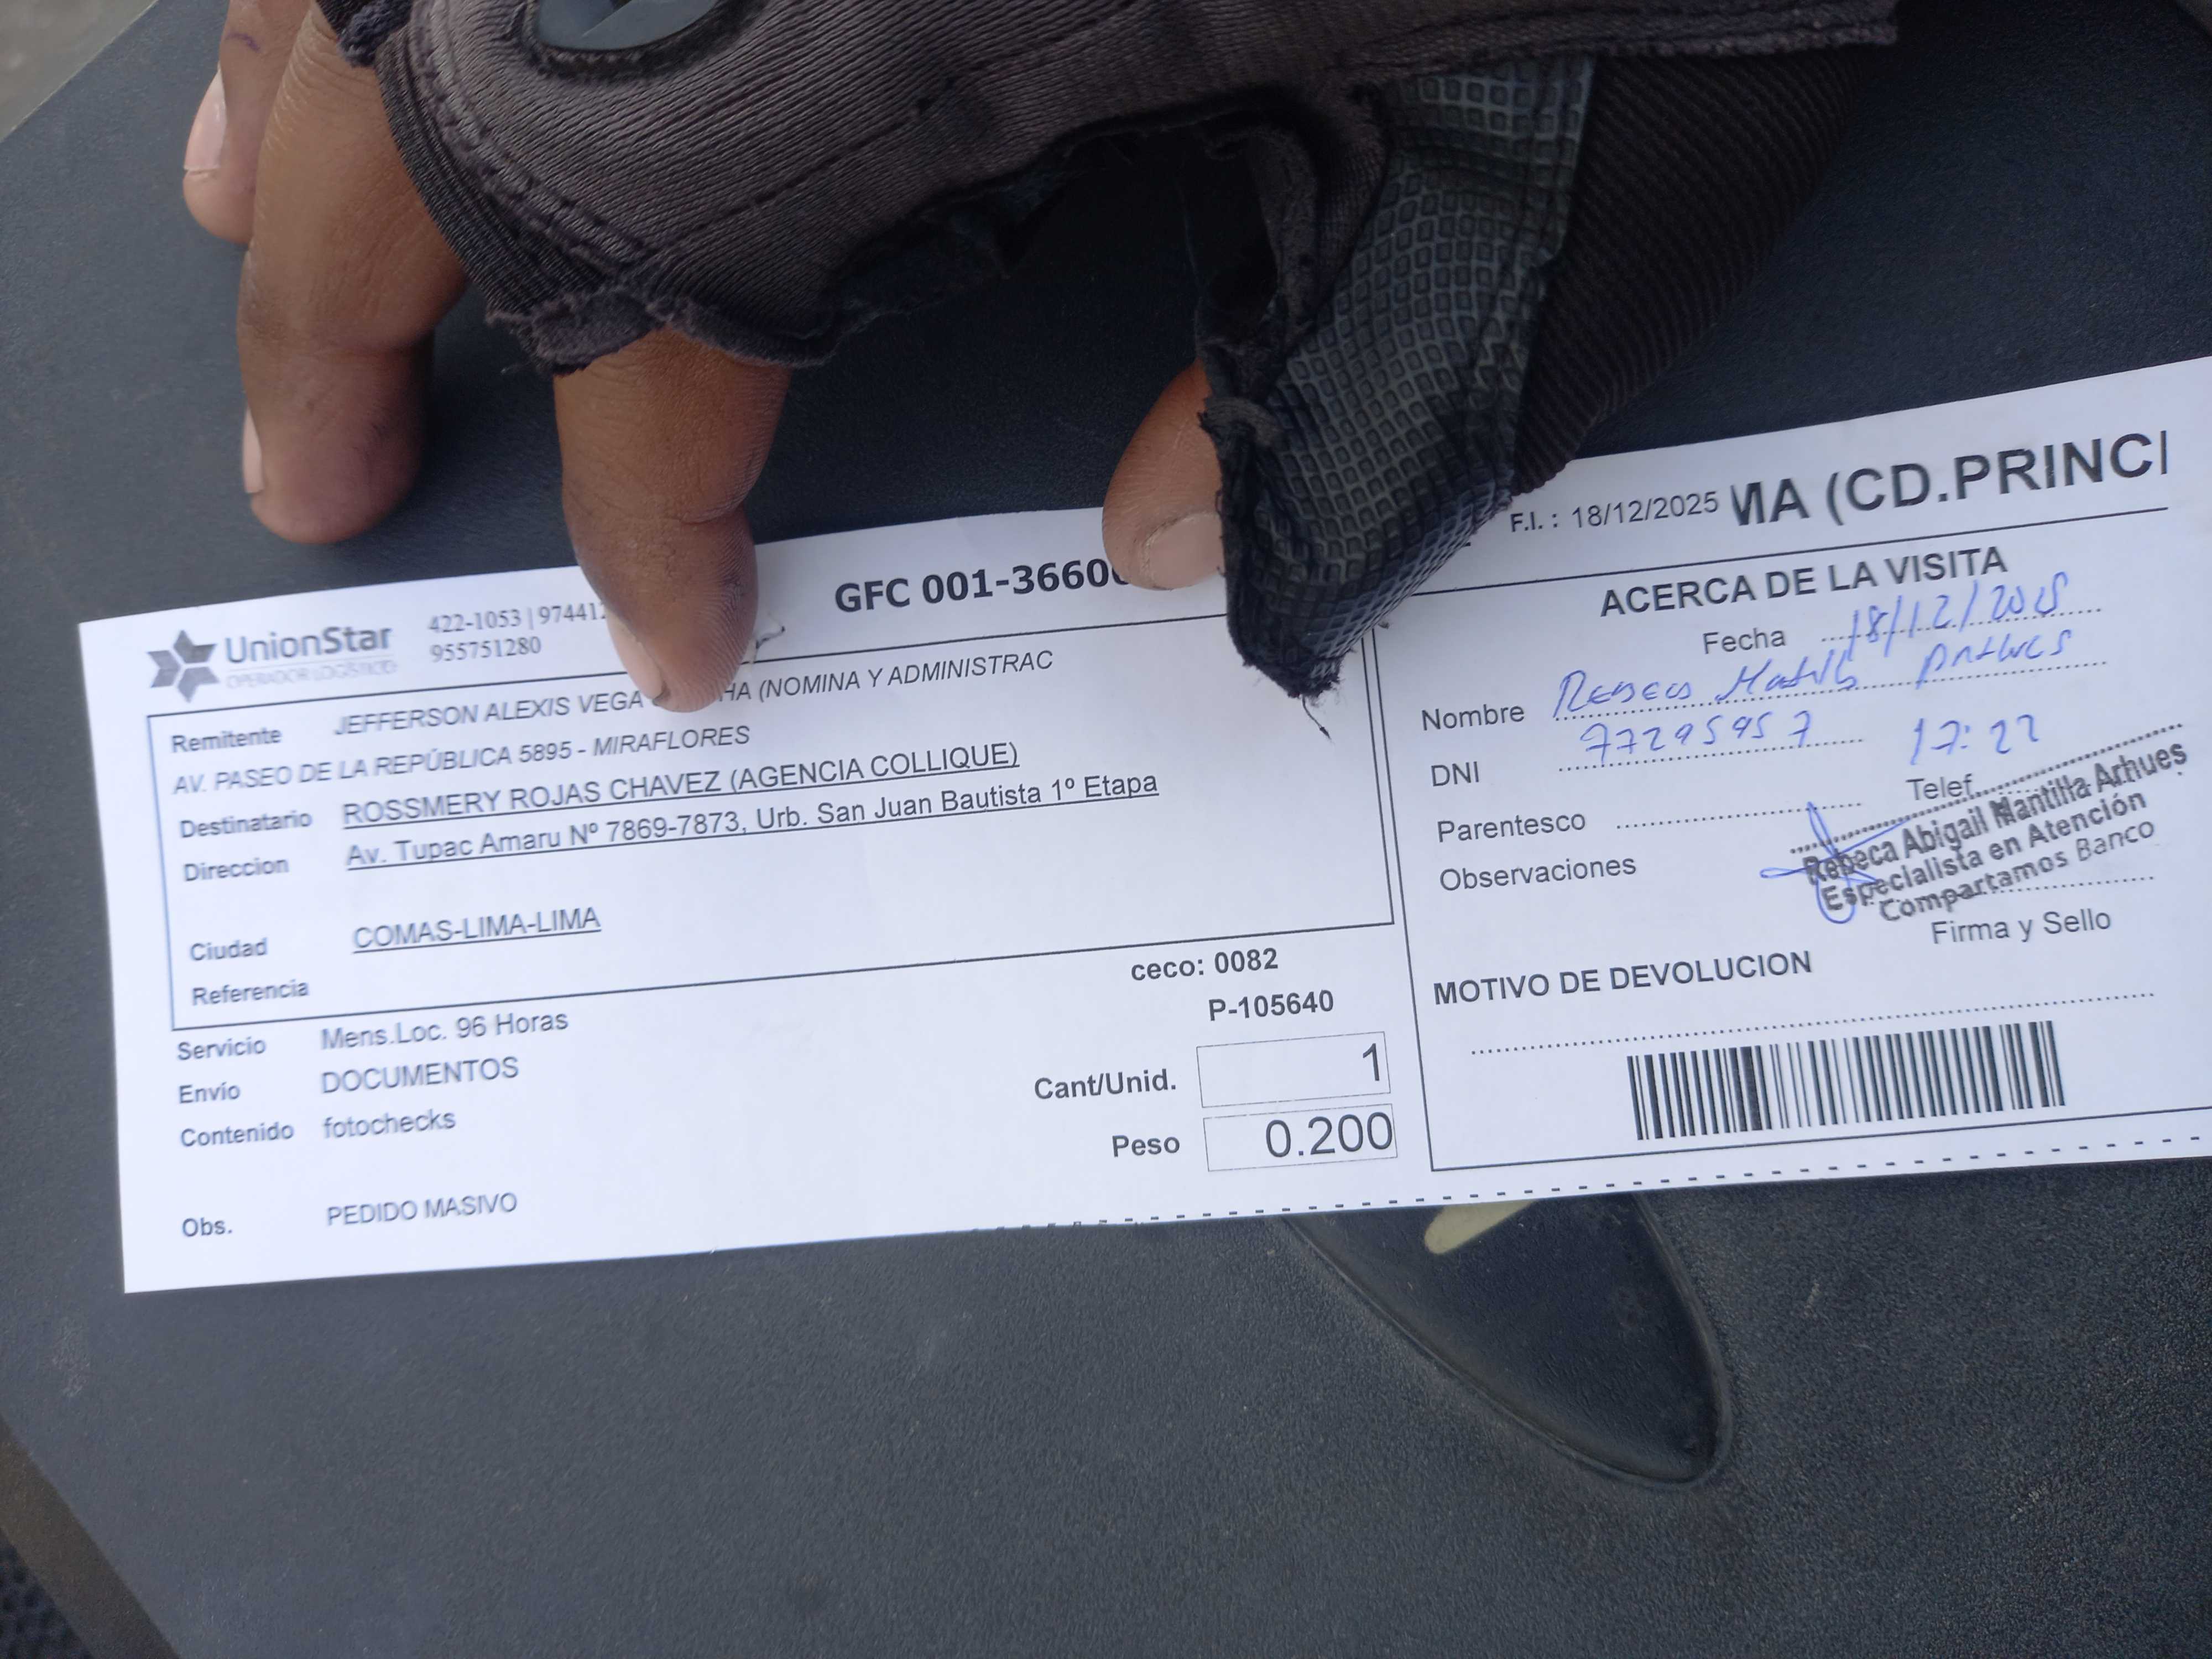 UnionStar
OPERADOR LOGÍSTICO
422-1053 | 97441
955751280
GFC 001-3660
F.I. : 18/12/2025
MA (CD.PRINCI
Remitente JEFFERSON ALEXIS VEGA HA (NOMINA Y ADMINISTRAC
AV. PASEO DE LA REPÚBLICA 5895 - MIRAFLORES
Destinatario ROSSMERY ROJAS CHAVEZ (AGENCIA COLLIQUE)
Direccion Av. Tupac Amaru Nº 7869-7873, Urb. San Juan Bautista 1º Etapa
Ciudad COMAS-LIMA-LIMA
Referencia
ceco: 0082
P-105640
Servicio Mens.Loc. 96 Horas
Envío DOCUMENTOS
Contenido fotochecks
Cant/Unid. 1
Peso 0.200
Obs. PEDIDO MASIVO
ACERCA DE LA VISITA
Fecha 18/12/2025
Nombre Rebeca
DNI 77295957 17:22
Parentesco Telef.
Observaciones
Rebeca Abigail Mantilla Arhues
Especialista en Atención
Compartamos Banco
Firma y Sello
MOTIVO DE DEVOLUCION